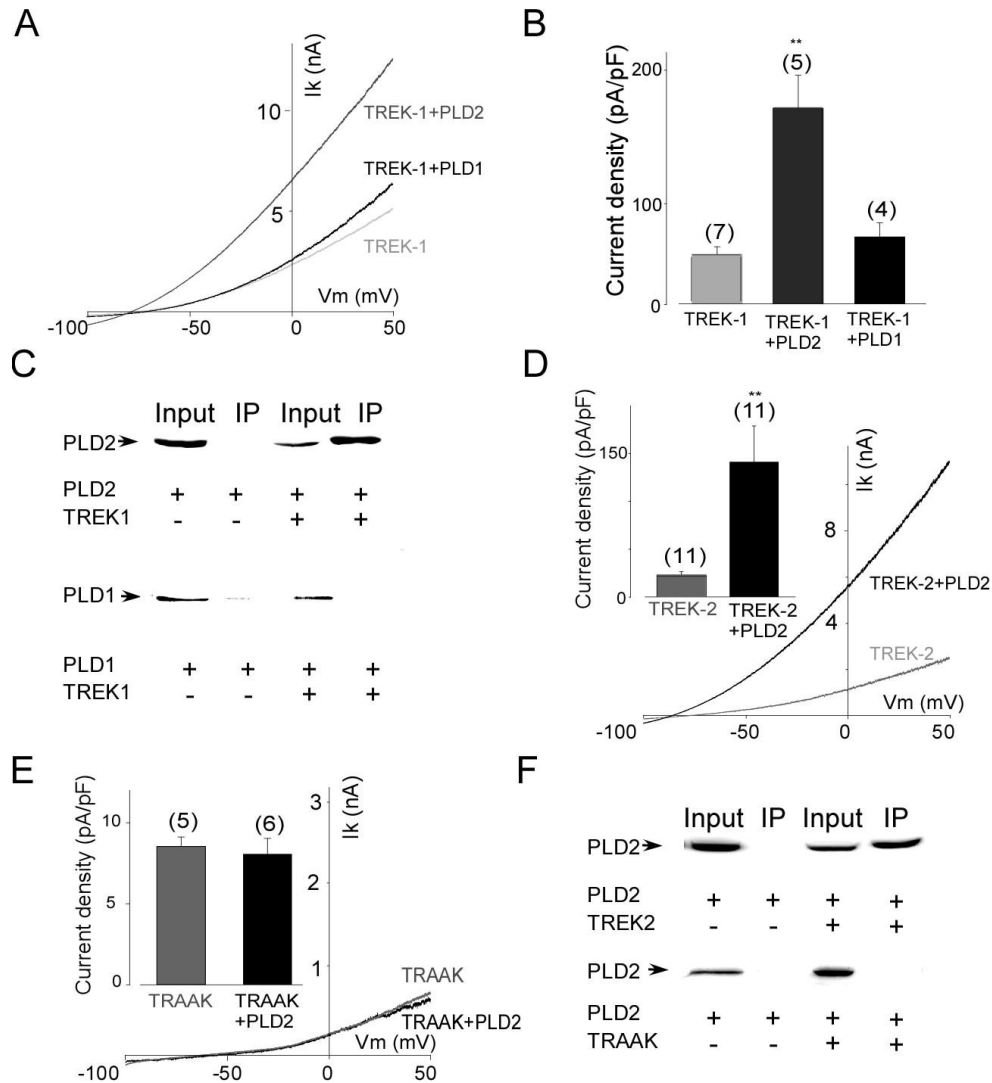 A
Ik (nA)
10
5
TREK-1+PLD2
TREK-1+PLD1
TREK-1
Vm (mV)
-100 -50 0 50
B
Current density (pA/pF)
200
100
0
**
(5)
(7)
(4)
TREK-1 TREK-1 TREK-1
+PLD2 +PLD1
C
Input IP Input IP
PLD2
PLD2 + + + +
TREK1 - - + +
PLD1
PLD1 + + + +
TREK1 - - + +
D
Current density (pA/pF)
150
0
**
(11)
(11)
TREK-2 TREK-2
+PLD2
Ik (nA)
8
4
TREK-2+PLD2
TREK-2
Vm (mV)
-100 -50 0 50
E
Current density (pA/pF)
10
5
0
(5) (6)
TRAAK TRAAK
+PLD2
Ik (nA)
3
2
1
TRAAK
TRAAK+PLD2
Vm (mV)
-100 -50 0 50
F
Input IP Input IP
PLD2
PLD2 + + + +
TREK2 - - + +
PLD2
PLD2 + + + +
TRAAK - - + +